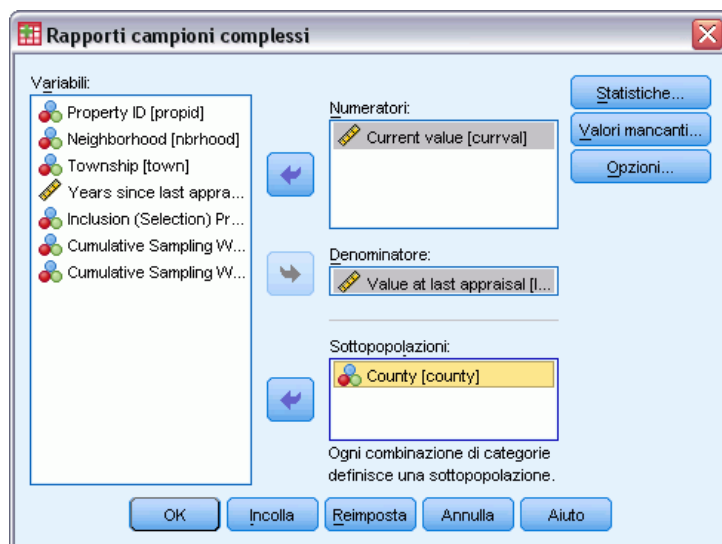 Rapporti campioni complessi
Variabili:
Property ID [propid]
Neighborhood [nbrhood]
Township [town]
Years since last appra...
Inclusion (Selection) Pr...
Cumulative Sampling W...
Cumulative Sampling W...
Numeratori:
Current value [currval]
Denominatore:
Value at last appraisal [l...
Sottopopolazioni:
County [county]
Ogni combinazione di categorie
definisce una sottopopolazione.
Statistiche...
Valori mancanti...
Opzioni...
OK
Incolla
Reimposta
Annulla
Aiuto